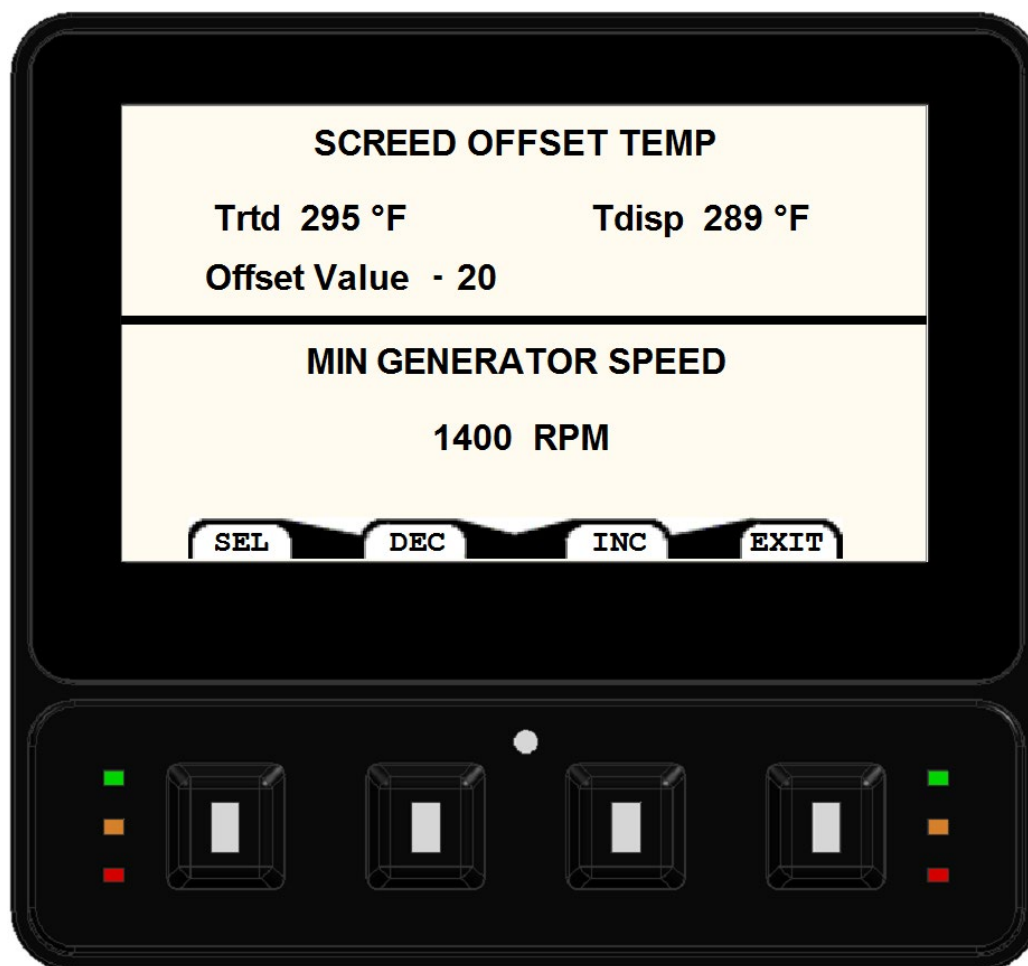 SCREED OFFSET TEMP
Trtd 295 °F Tdisp 289 °F
Offset Value - 20
MIN GENERATOR SPEED
1400 RPM
SEL DEC INC EXIT